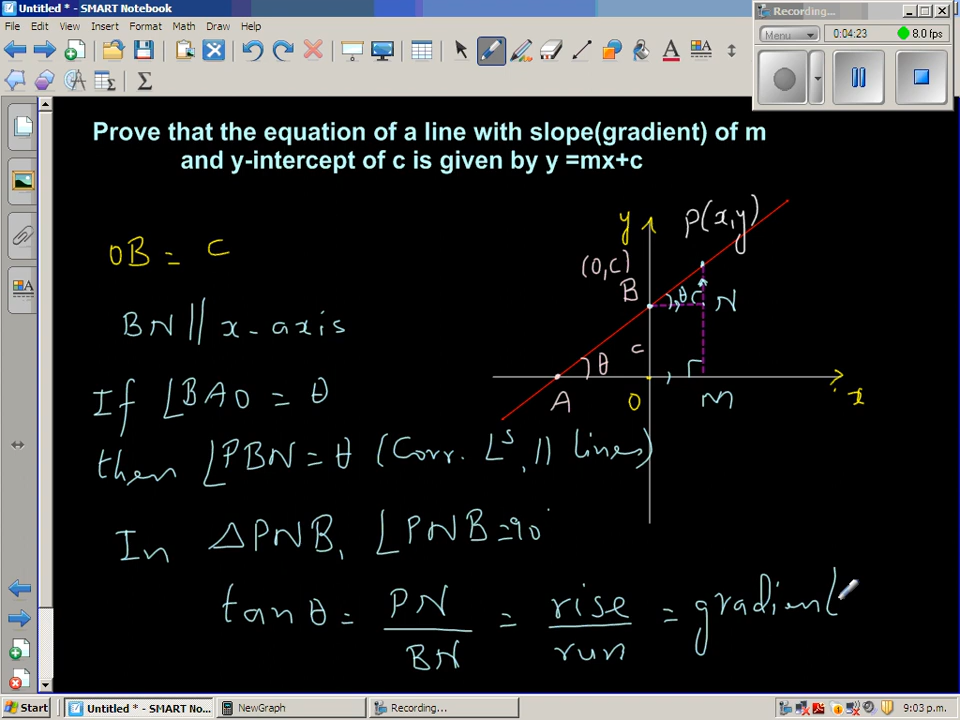 Untitled * - SMART Notebook
File Edit View Insert Format Math Draw Help
Recording...
Menu 0:04:23 8.0 fps
Prove that the equation of a line with slope(gradient) of m
and y-intercept of c is given by y =mx+c
y P(x,y)
OB = c
(0,c)
B θ N
BN // x-axis
c
θ
A O M x
If ∠BAO = θ
then ∠PBN = θ (Corr. ∠s, // lines)
In △PNB, ∠PNB=90°
tan θ = PN / BN = rise / run = gradient
Start Untitled * - SMART No... NewGraph Recording... 9:03 p.m.